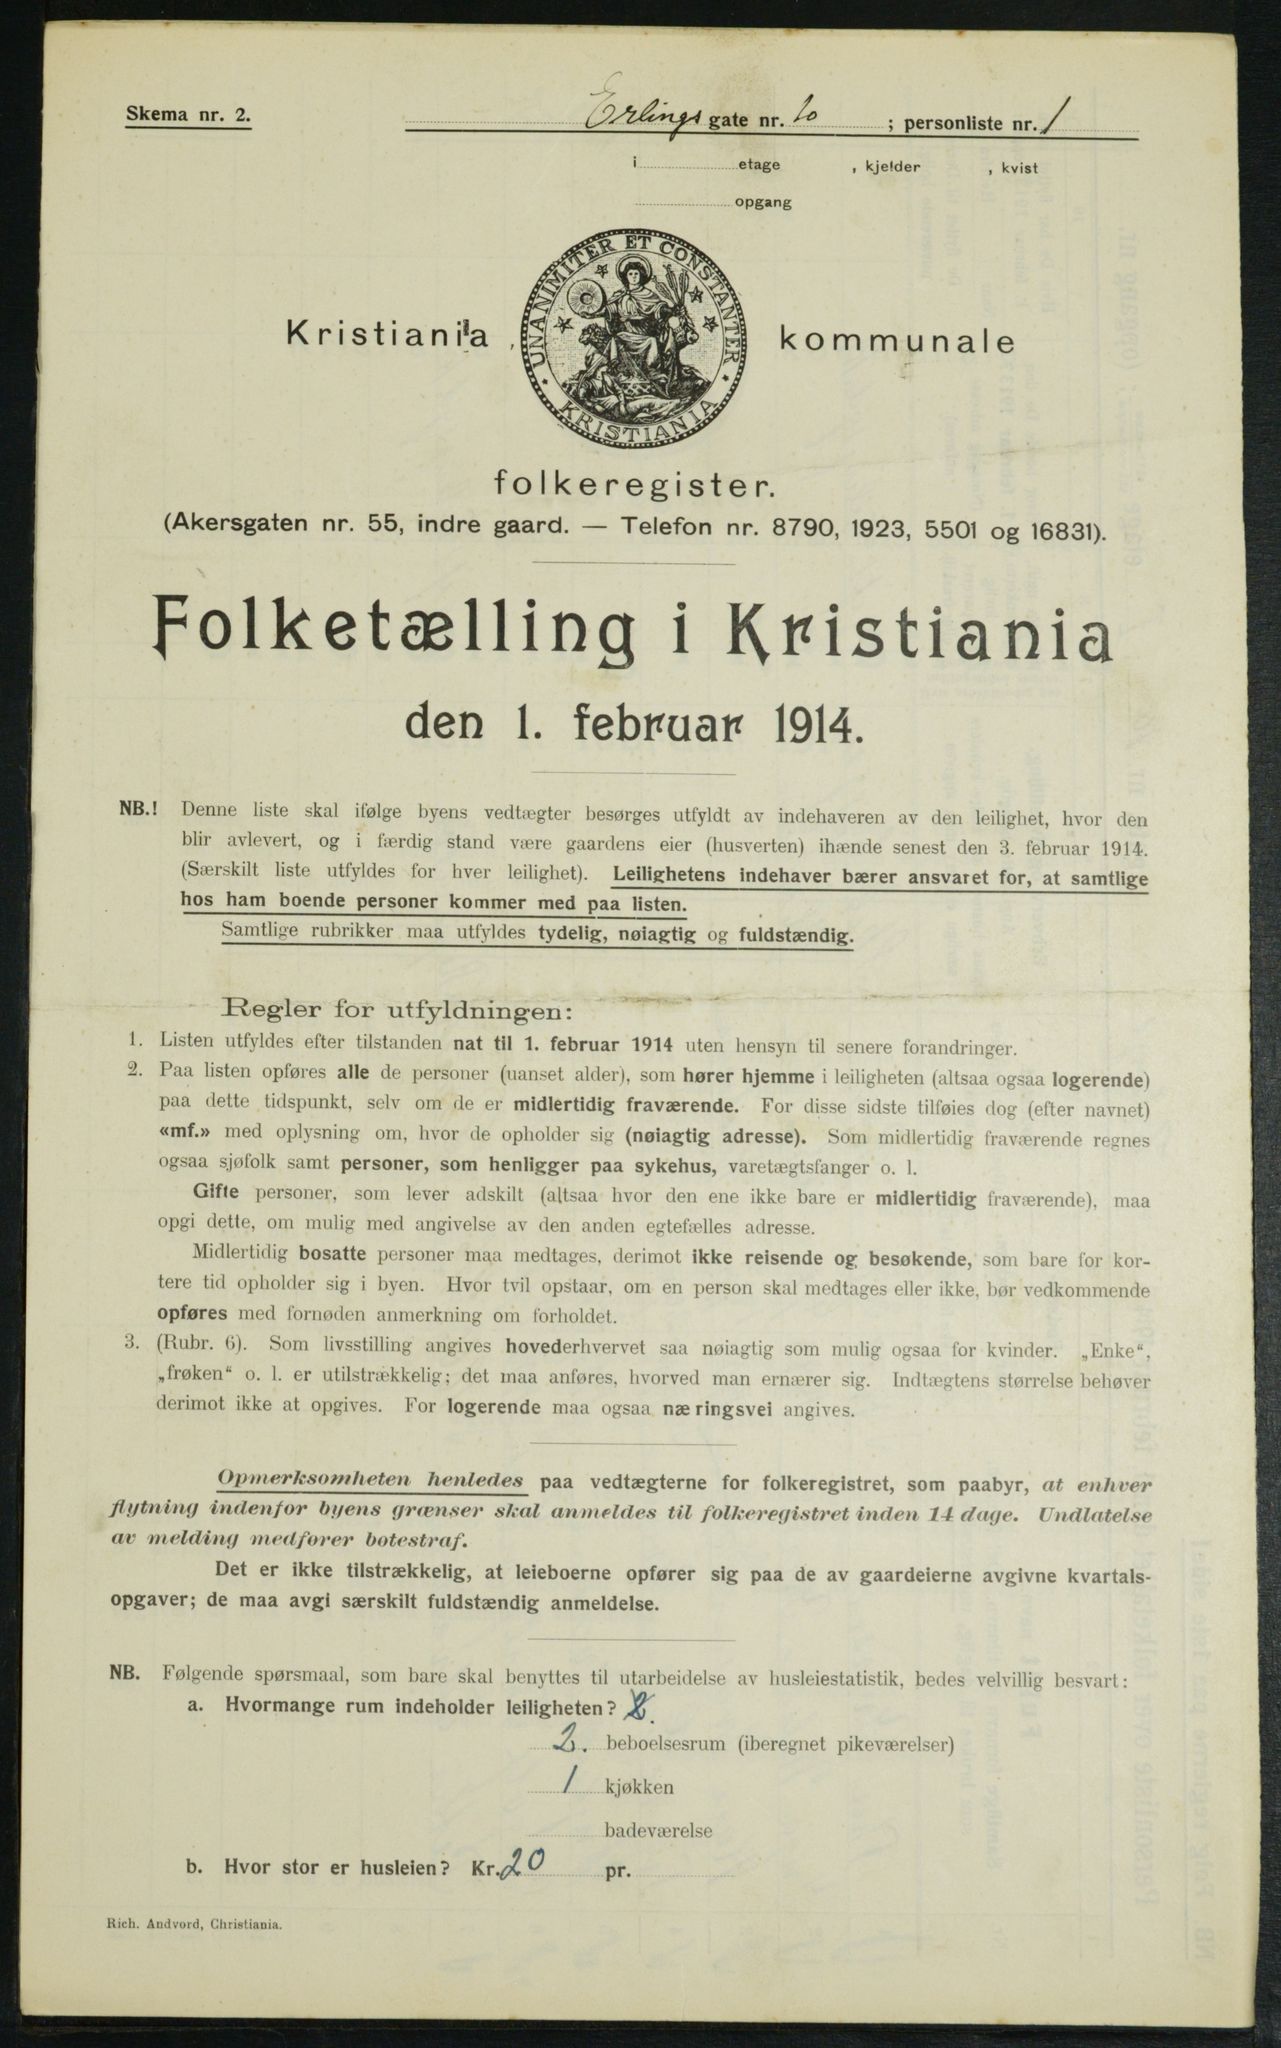 Skema nr. 2.
Erlings gate nr. 10 ; personliste nr. 1
i etage , kjelder , kvist
opgang
Kristiania kommunale
UNANIMITER ET CONSTANTER
KRISTIANIA
folkeregister.
(Akersgaten nr. 55, indre gaard. — Telefon nr. 8790, 1923, 5501 og 16831).
Folketælling i Kristiania
den 1. februar 1914.
NB.! Denne liste skal ifølge byens vedtægter besørges utfyldt av indehaveren av den leilighet, hvor den
blir avlevert, og i færdig stand være gaardens eier (husverten) ihænde senest den 3. februar 1914.
(Særskilt liste utfyldes for hver leilighet). Leilighetens indehaver bærer ansvaret for, at samtlige
hos ham boende personer kommer med paa listen.
Samtlige rubrikker maa utfyldes tydelig, nøiagtig og fuldstændig.
Regler for utfyldningen:
1. Listen utfyldes efter tilstanden nat til 1. februar 1914 uten hensyn til senere forandringer.
2. Paa listen opføres alle de personer (uanset alder), som hører hjemme i leiligheten (altsaa ogsaa logerende)
paa dette tidspunkt, selv om de er midlertidig fraværende. For disse sidste tilføies dog (efter navnet)
«mf.» med oplysning om, hvor de opholder sig (nøiagtig adresse). Som midlertidig fraværende regnes
ogsaa sjøfolk samt personer, som henligger paa sykehus, varetægtsfanger o. l.
Gifte personer, som lever adskilt (altsaa hvor den ene ikke bare er midlertidig fraværende), maa
opgi dette, om mulig med angivelse av den anden egtefælles adresse.
Midlertidig bosatte personer maa medtages, derimot ikke reisende og besøkende, som bare for kor-
tere tid opholder sig i byen. Hvor tvil opstaar, om en person skal medtages eller ikke, bør vedkommende
opføres med fornøden anmerkning om forholdet.
3. (Rubr. 6). Som livsstilling angives hovederhvervet saa nøiagtig som mulig ogsaa for kvinder. „Enke“,
„frøken“ o. l. er utilstrækkelig; det maa anføres, hvorved man ernærer sig. Indtægtens størrelse behøver
derimot ikke at opgives. For logerende maa ogsaa næringsvei angives.
Opmerksomheten henledes paa vedtægterne for folkeregistret, som paabyr, at enhver
flytning indenfor byens grænser skal anmeldes til folkeregistret inden 14 dage. Undlatelse
av melding medfører botestraf.
Det er ikke tilstrækkelig, at leieboerne opfører sig paa de av gaardeierne avgivne kvartals-
opgaver; de maa avgi særskilt fuldstændig anmeldelse.
NB. Følgende spørsmaal, som bare skal benyttes til utarbeidelse av husleiestatistik, bedes velvillig besvart:
a. Hvormange rum indeholder leiligheten?
2. beboelsesrum (iberegnet pikeværelser)
1 kjøkken
badeværelse
b. Hvor stor er husleien? Kr. 20 pr.
Rich. Andvord, Christiania.